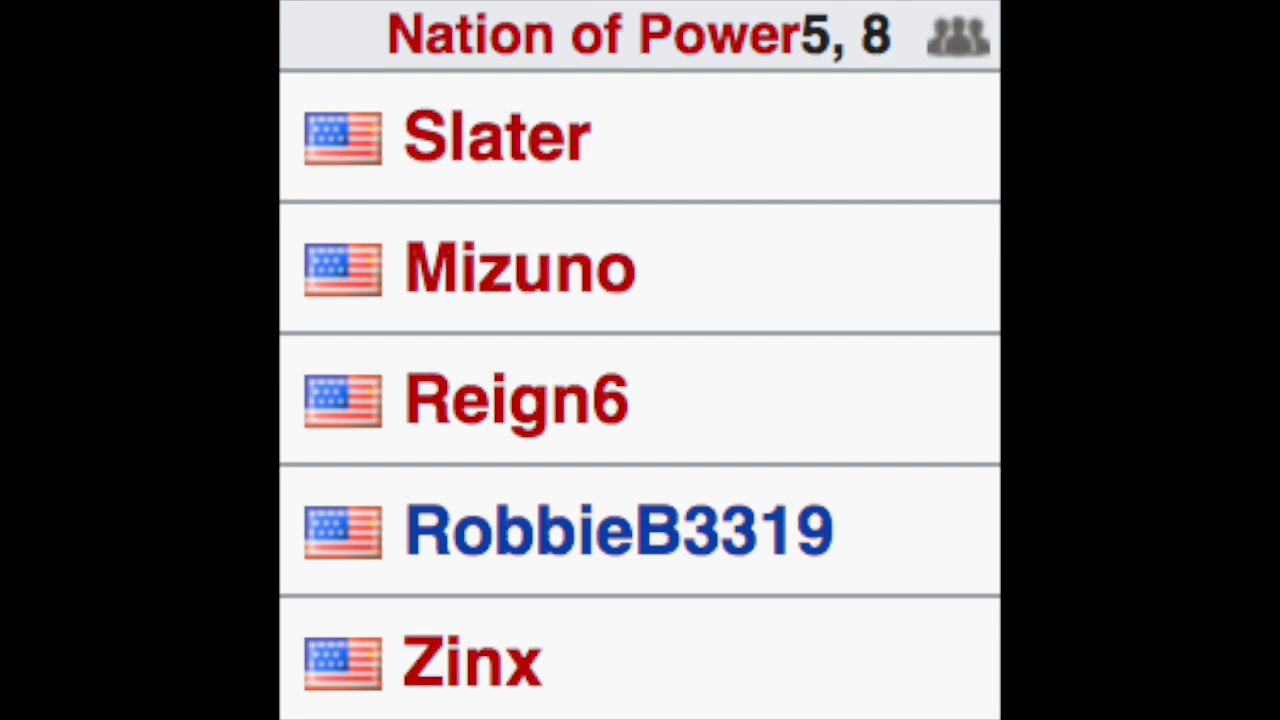 Nation of Power5, 8
Slater
Mizuno
Reign6
RobbieB3319
Zinx